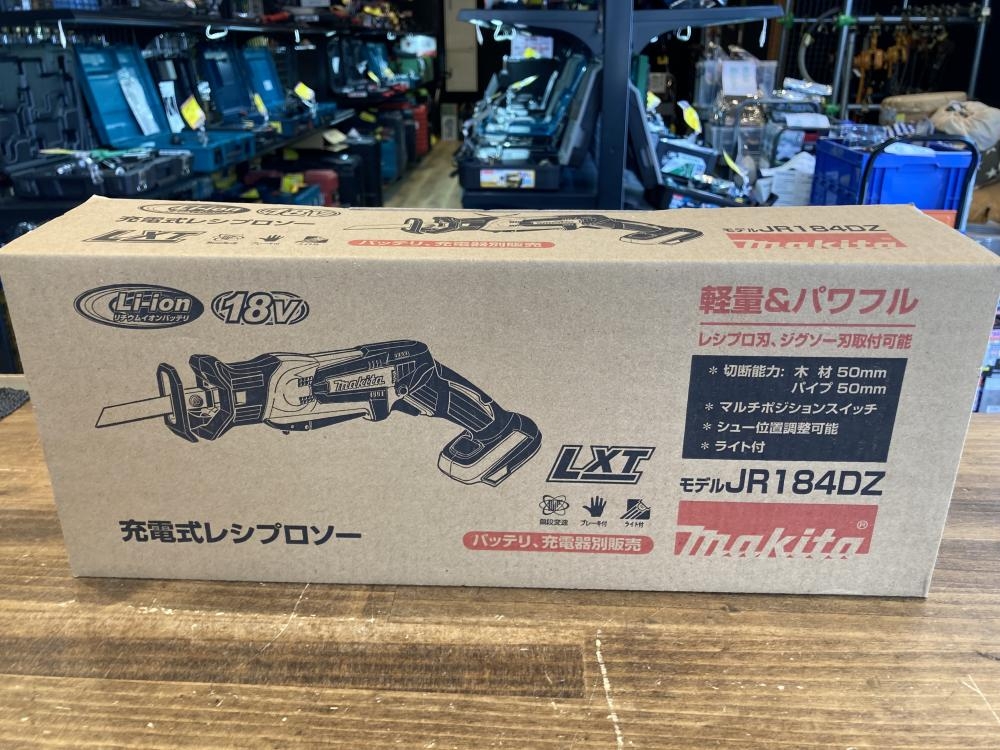 Li-ion
充電式レシプロソー
LXT
バッテリ、充電器別販売
モデルJR184DZ
makita
Li-ion
リチウムイオンバッテリ
18V
makita
軽量&パワフル
レシプロ刃、ジグソー刃取付可能
＊切断能力: 木 材 50mm
パイプ 50mm
＊マルチポジションスイッチ
＊シュー位置調整可能
＊ライト付
LXT
無段変速
ブレーキ付
ライト付
モデルJR184DZ
makita®
充電式レシプロソー
バッテリ、充電器別販売